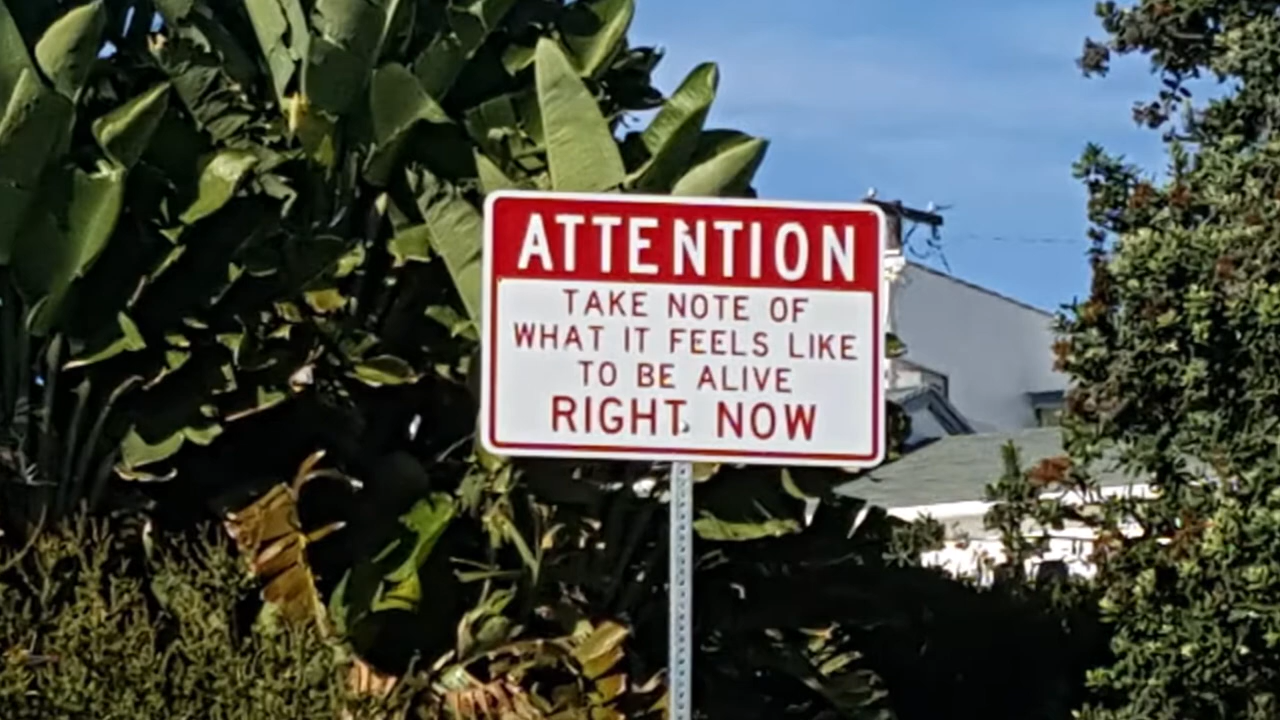 ATTENTION
TAKE NOTE OF
WHAT IT FEELS LIKE
TO BE ALIVE
RIGHT NOW